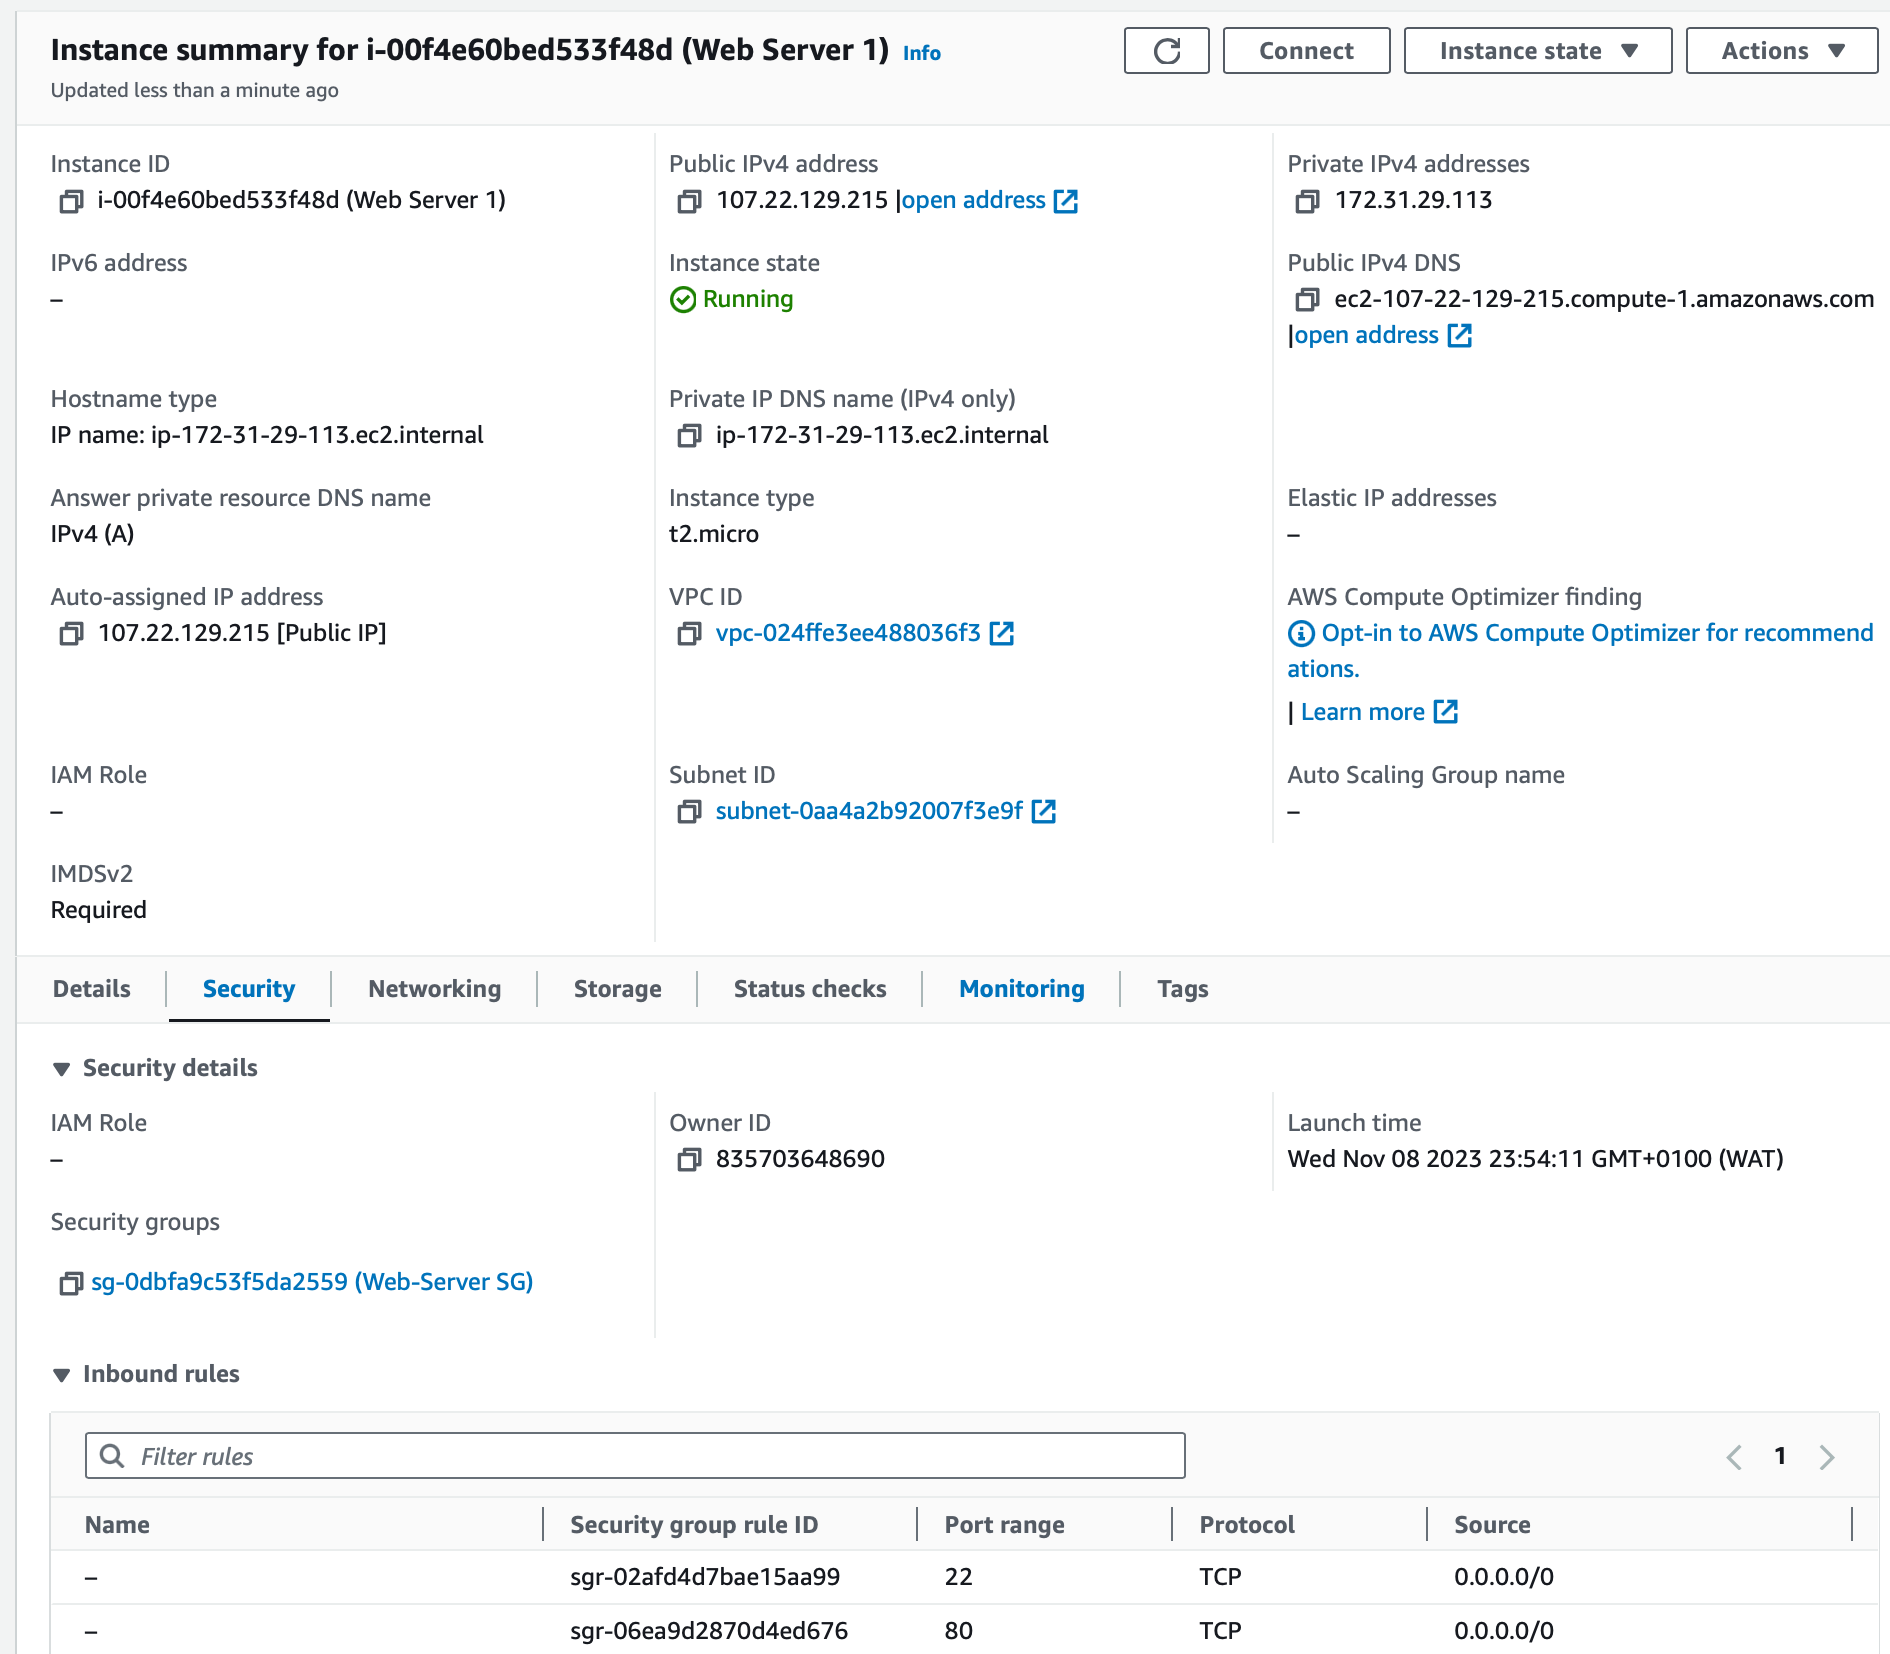 Instance summary for i-00f4e60bed533f48d (Web Server 1) Info
Updated less than a minute ago
Connect
Instance state
Actions
Instance ID
i-00f4e60bed533f48d (Web Server 1)
Public IPv4 address
107.22.129.215 |open address
Private IPv4 addresses
172.31.29.113
IPv6 address
–
Instance state
Running
Public IPv4 DNS
ec2-107-22-129-215.compute-1.amazonaws.com
|open address
Hostname type
IP name: ip-172-31-29-113.ec2.internal
Private IP DNS name (IPv4 only)
ip-172-31-29-113.ec2.internal
Answer private resource DNS name
IPv4 (A)
Instance type
t2.micro
Elastic IP addresses
–
Auto-assigned IP address
107.22.129.215 [Public IP]
VPC ID
vpc-024ffe3ee488036f3
AWS Compute Optimizer finding
Opt-in to AWS Compute Optimizer for recommend
ations.
| Learn more
IAM Role
–
Subnet ID
subnet-0aa4a2b92007f3e9f
Auto Scaling Group name
–
IMDSv2
Required
Details Security Networking Storage Status checks Monitoring Tags
Security details
IAM Role
–
Owner ID
835703648690
Launch time
Wed Nov 08 2023 23:54:11 GMT+0100 (WAT)
Security groups
sg-0dbfa9c53f5da2559 (Web-Server SG)
Inbound rules
Filter rules
1
Name Security group rule ID Port range Protocol Source
– sgr-02afd4d7bae15aa99 22 TCP 0.0.0.0/0
– sgr-06ea9d2870d4ed676 80 TCP 0.0.0.0/0